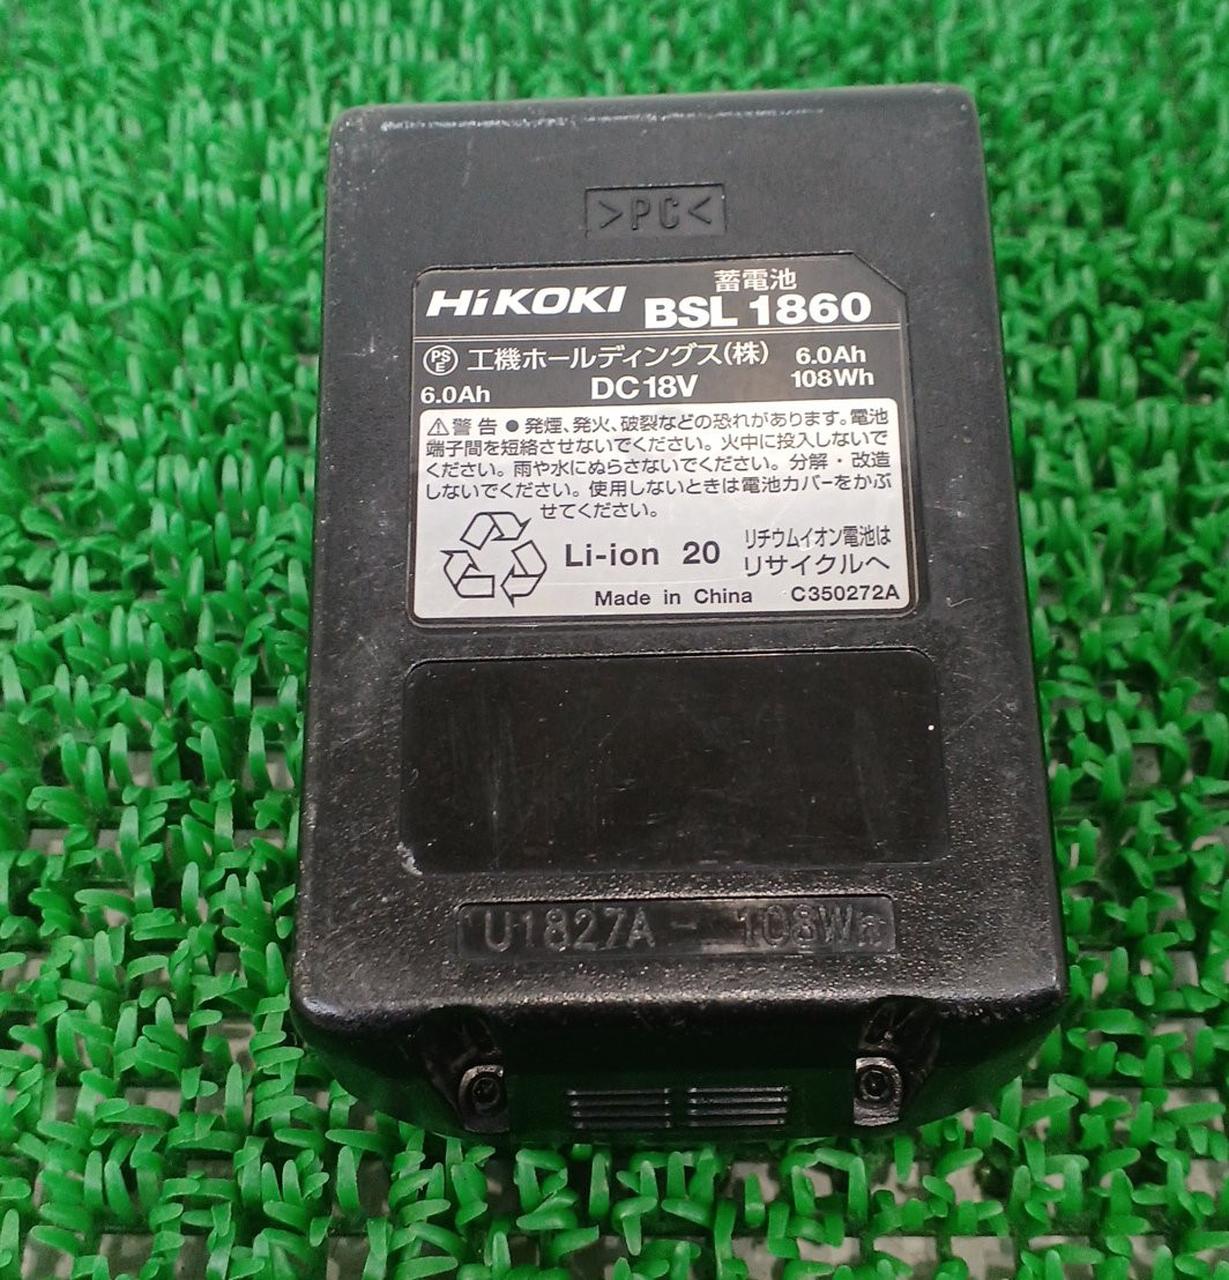 >PC<
蓄電池
HiKOKI BSL 1860
PSE 工機ホールディングス(株) 6.0Ah
6.0Ah DC18V 108Wh
⚠警告 ● 発煙、発火、破裂などの恐れがあります。電池
端子間を短絡させないでください。火中に投入しないで
ください。雨や水にぬらさないでください。分解・改造
しないでください。使用しないときは電池カバーをかぶ
せてください。
Li-ion 20 リチウムイオン電池は
リサイクルへ
Made in China C350272A
U1827A - 108Wh